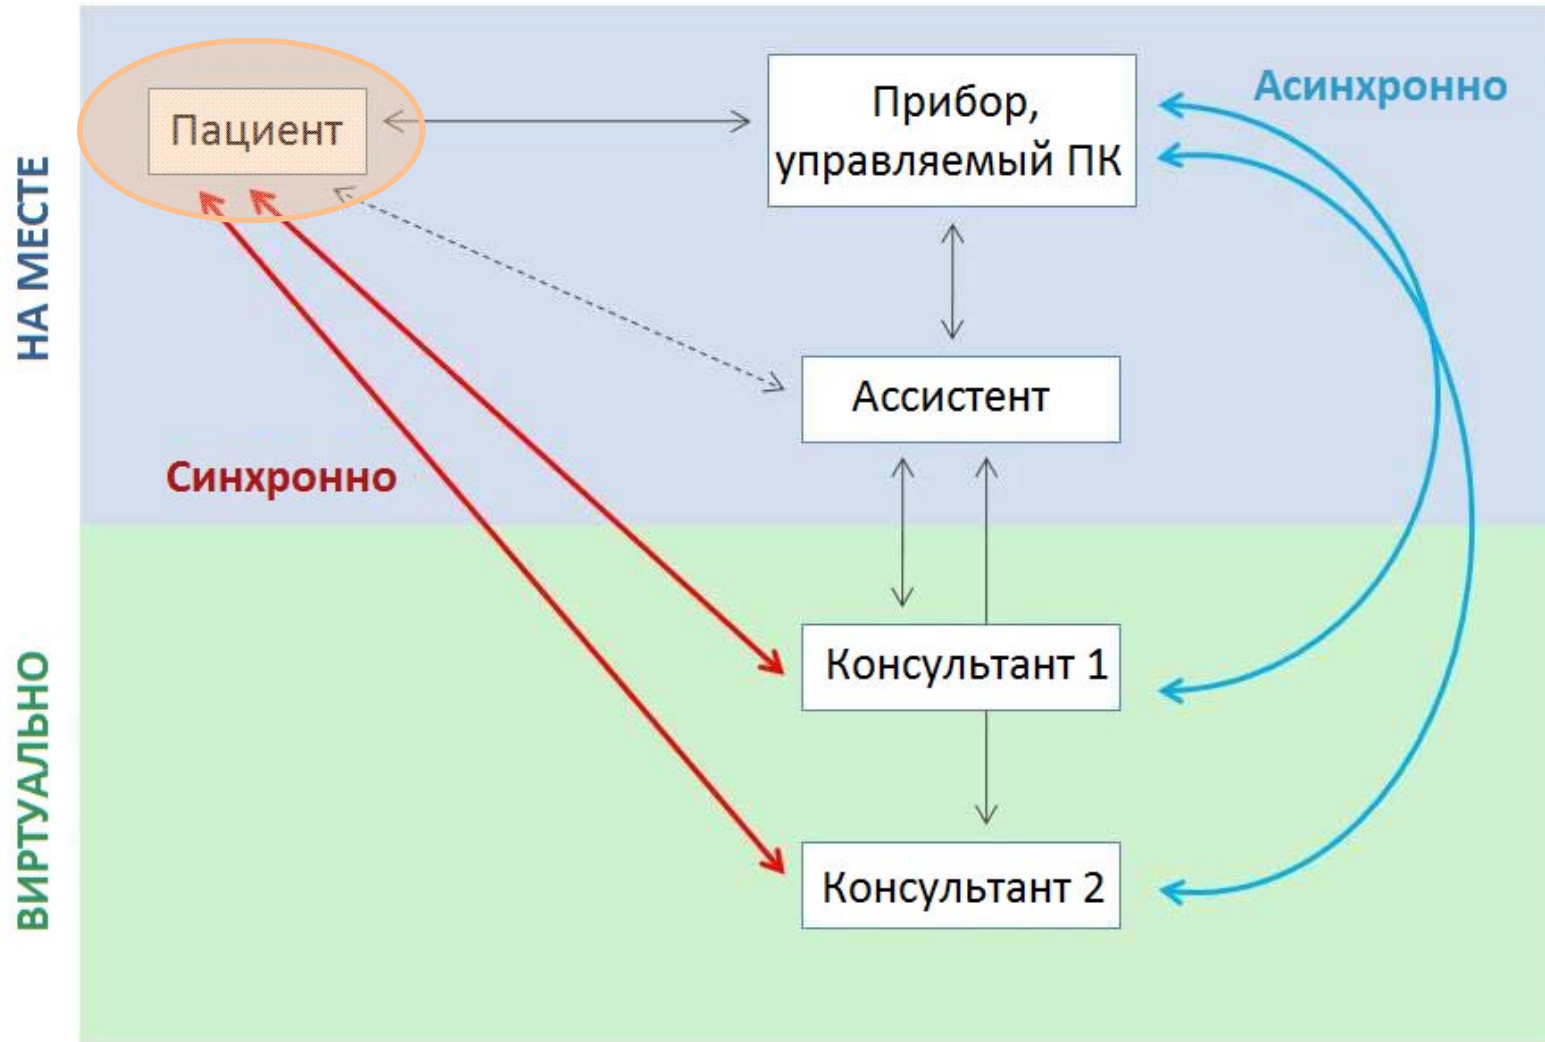 НА МЕСТЕ
Пациент
Прибор,
управляемый ПК
Асинхронно
Ассистент
Синхронно
ВИРТУАЛЬНО
Консультант 1
Консультант 2